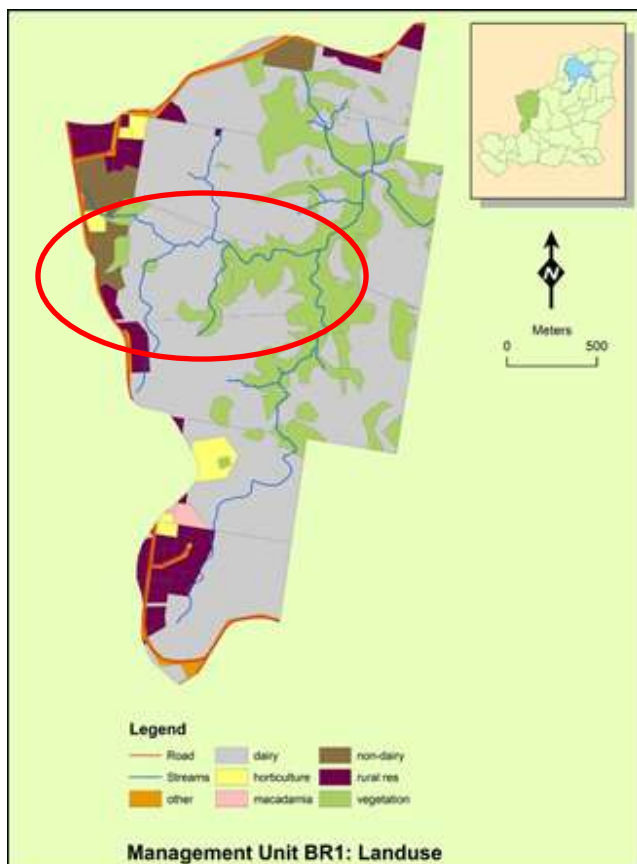 N
Meters
0 500
Legend
Road dairy non-dairy
Streams horticulture rural res
other macadamia vegetation
Management Unit BR1: Landuse